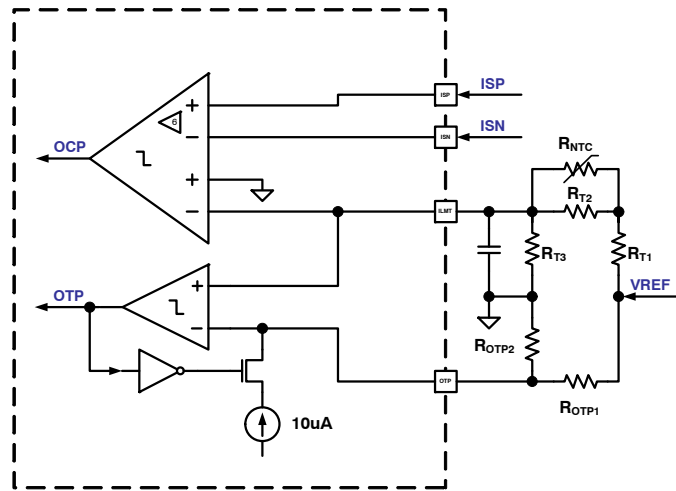 ISP
ISP
ISN
ISN
OCP
6
+
−
+
−
ILMT
RNTC
RT2
RT3
RT1
VREF
OTP
+
−
ROTP2
OTP
ROTP1
10uA